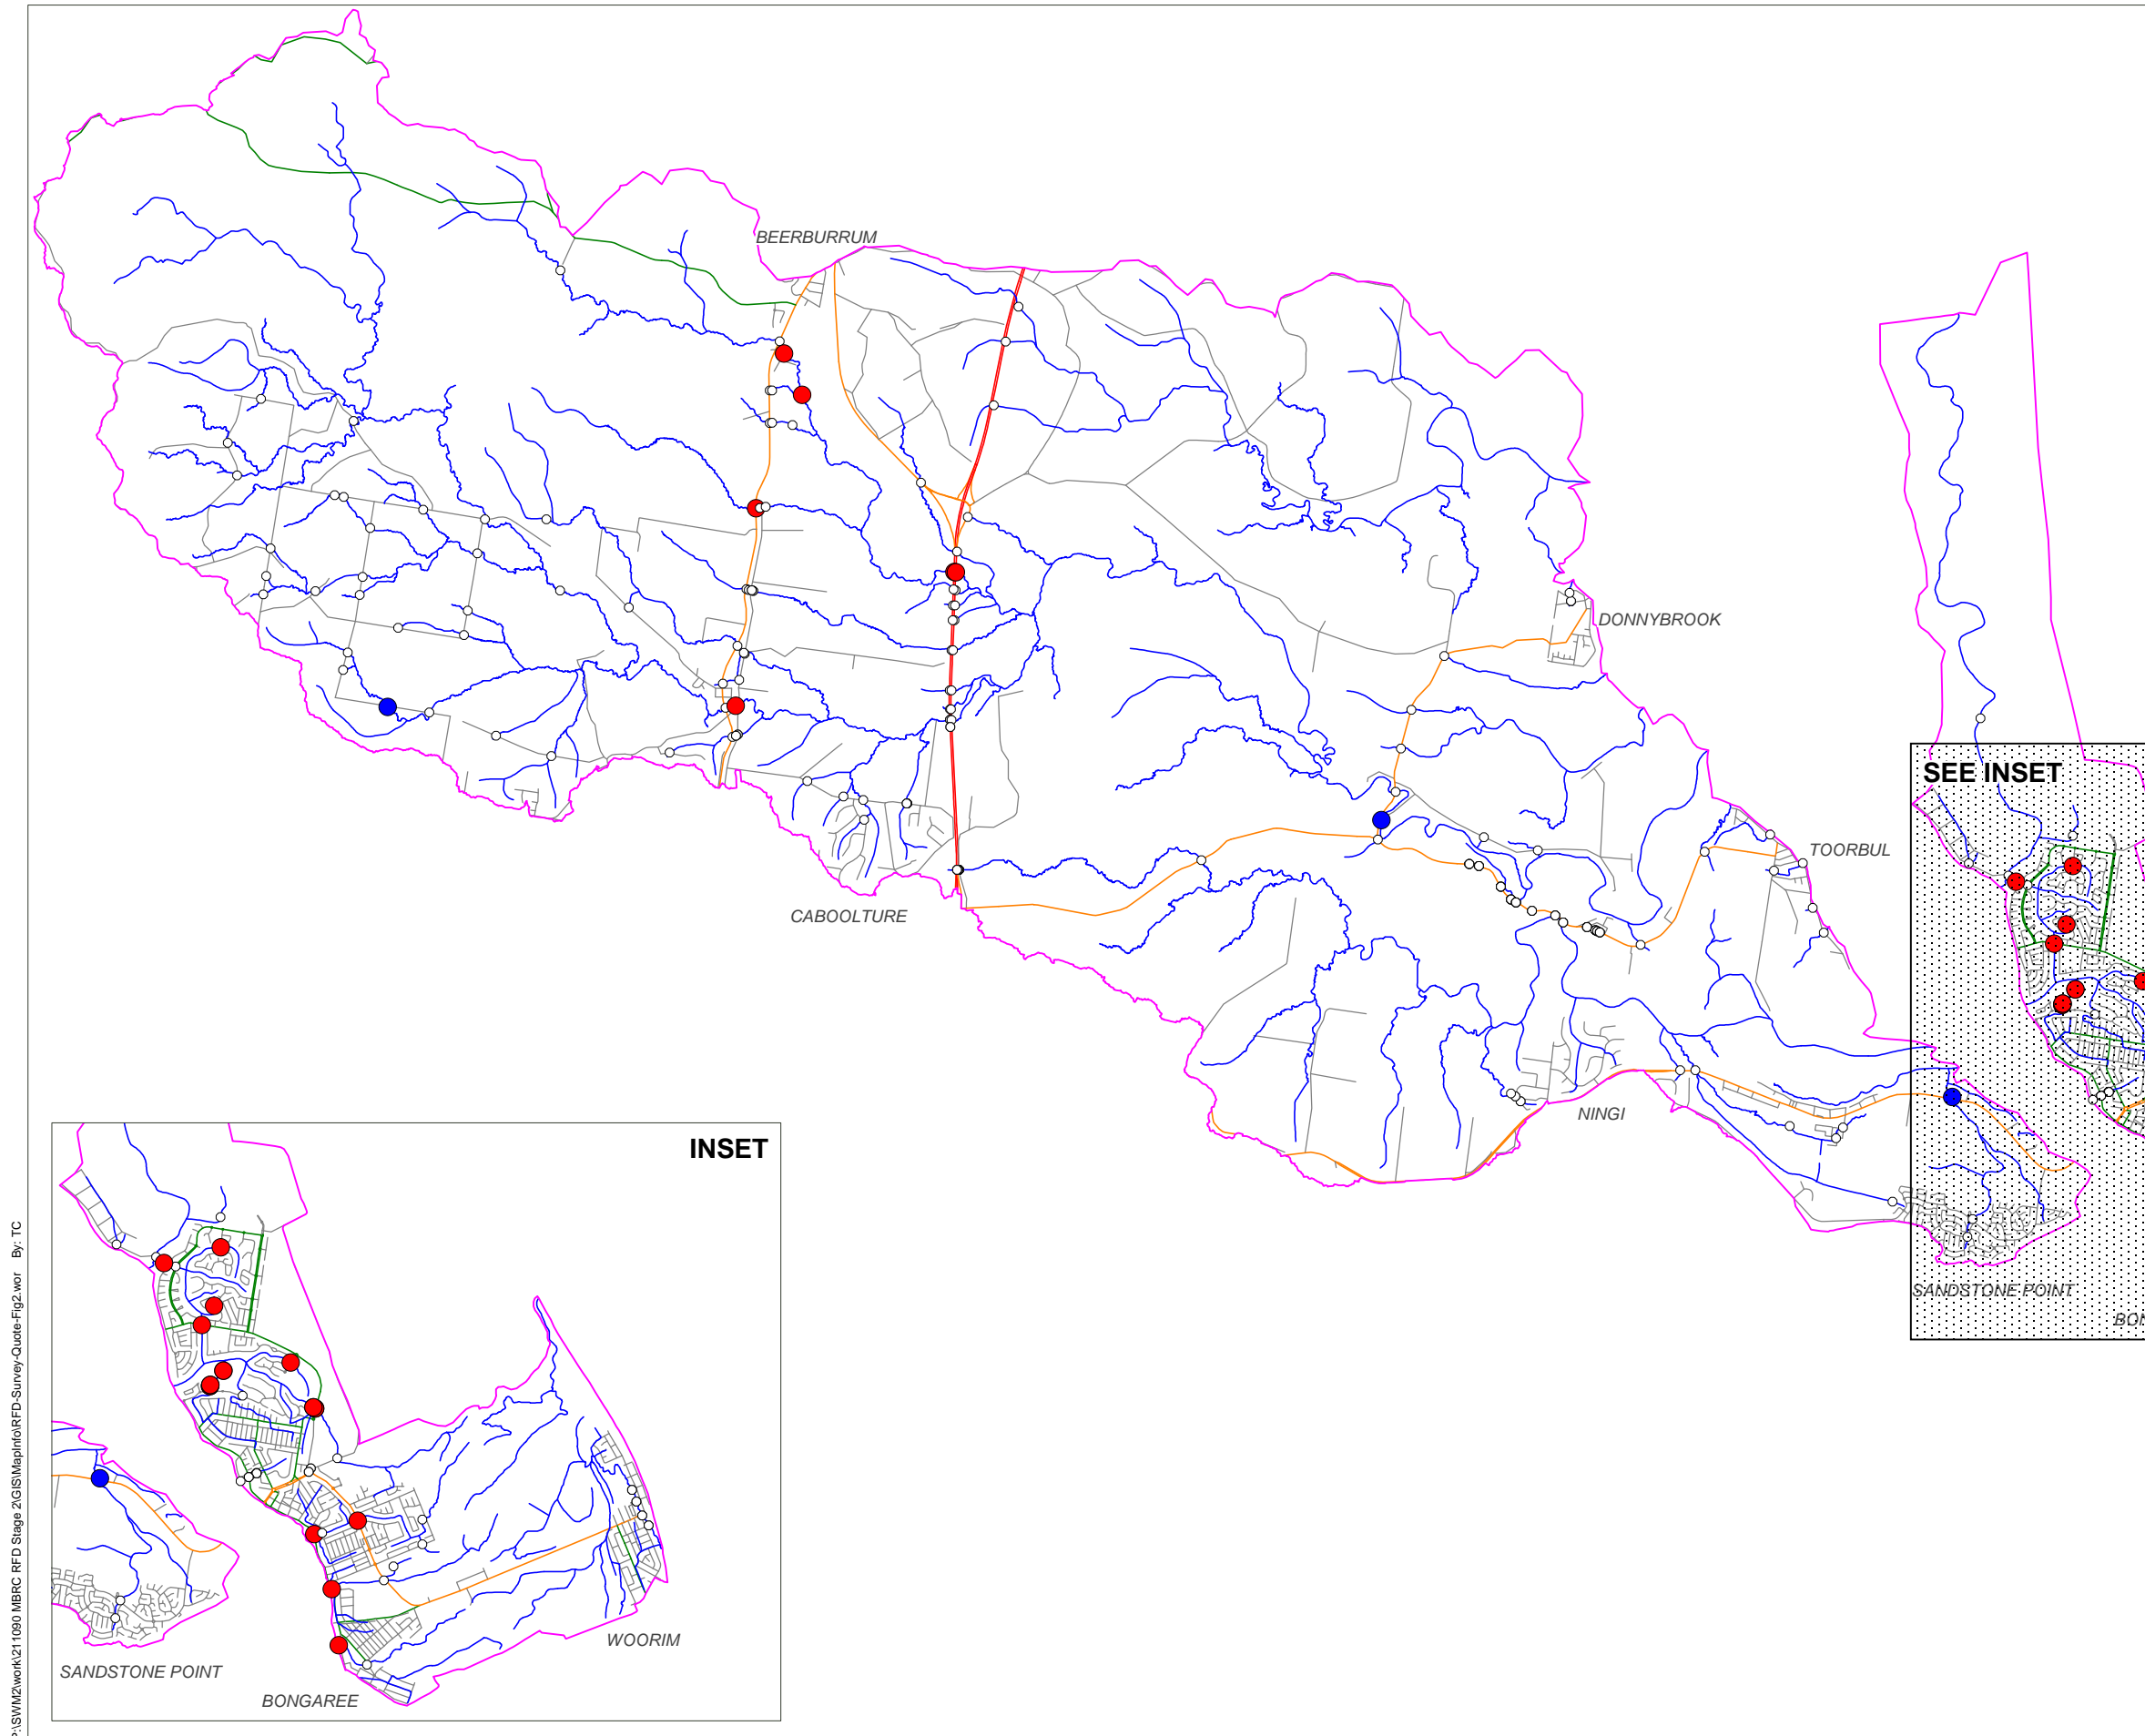 BEERBURRUM
DONNYBROOK
SEE INSET
TOORBUL
CABOOLTURE
NINGI
SANDSTONE POINT
BON
INSET
WOORIM
SANDSTONE POINT
BONGAREE
P:\SWM2\work\211090 MBRC RFD Stage 2\GIS\MapInfo\RFD-Survey-Quote-Fig2.wor By: TC